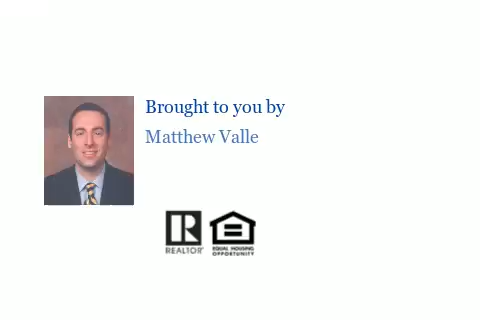 Brought to you by
Matthew Valle
R
REALTOR®
EQUAL HOUSING
OPPORTUNITY